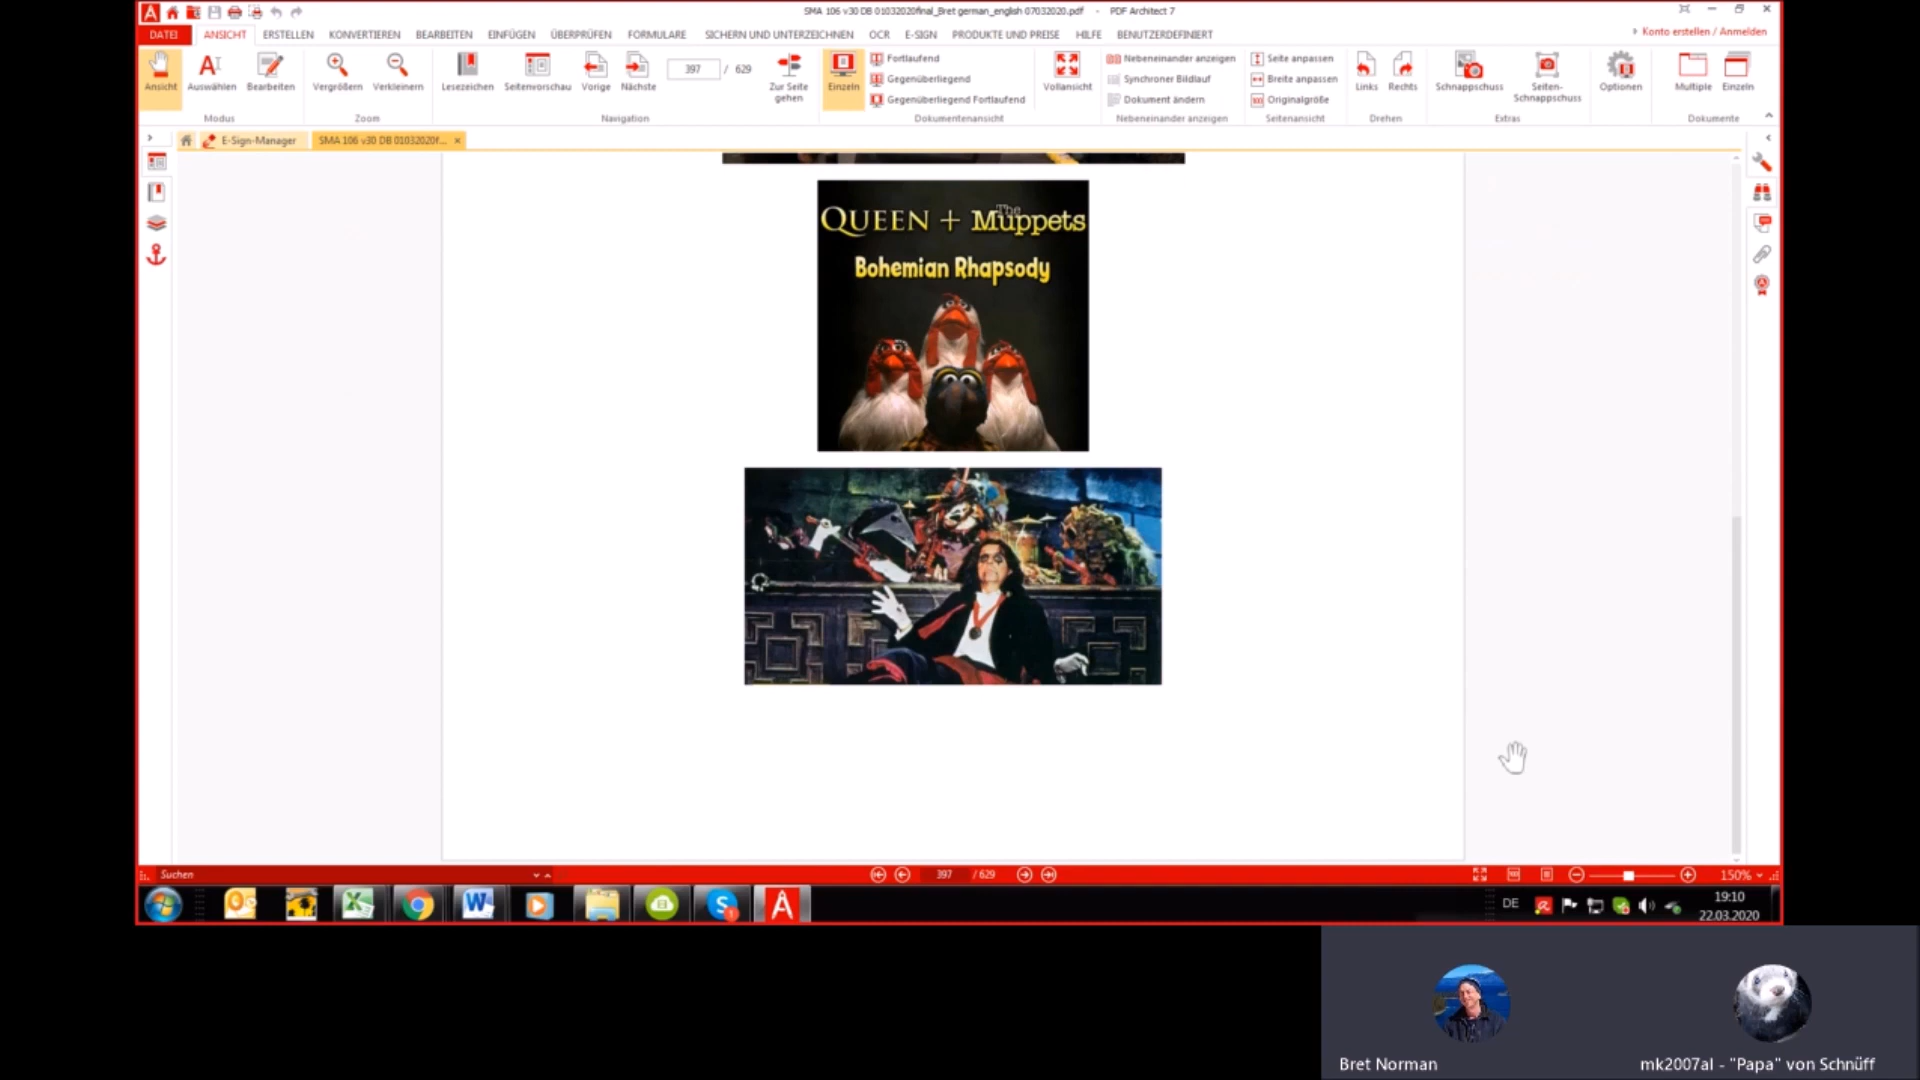 SMA 106 v30 DB 01032020final_Bret german_english 07032020.pdf - PDF Architect 7
DATEI ANSICHT ERSTELLEN KONVERTIEREN BEARBEITEN EINFÜGEN ÜBERPRÜFEN FORMULARE SICHERN UND UNTERZEICHNEN OCR E-SIGN PRODUKTE UND PREISE HILFE BENUTZERDEFINIERT
Konto erstellen / Anmelden
Ansicht Auswählen Bearbeiten
Modus
Vergrößern Verkleinern
Zoom
Lesezeichen Seitenvorschau Vorige Nächste
397 / 629
Zur Seite gehen
Navigation
Einzeln
Fortlaufend
Gegenüberliegend
Gegenüberliegend Fortlaufend
Vollansicht
Dokumentenansicht
Nebeneinander anzeigen
Synchroner Bildlauf
Dokument ändern
Nebeneinander anzeigen
Seite anpassen
Breite anpassen
Originalgröße
Seitenansicht
Links Rechts
Drehen
Schnappschuss
Seiten-Schnappschuss
Optionen
Extras
Multiple Einzeln
Dokumente
E-Sign-Manager
SMA 106 v30 DB 01032020f...
QUEEN + The Muppets
Bohemian Rhapsody
Suchen
397 / 629
150%
DE
19:10
22.03.2020
Bret Norman
mk2007al - "Papa" von Schnüff